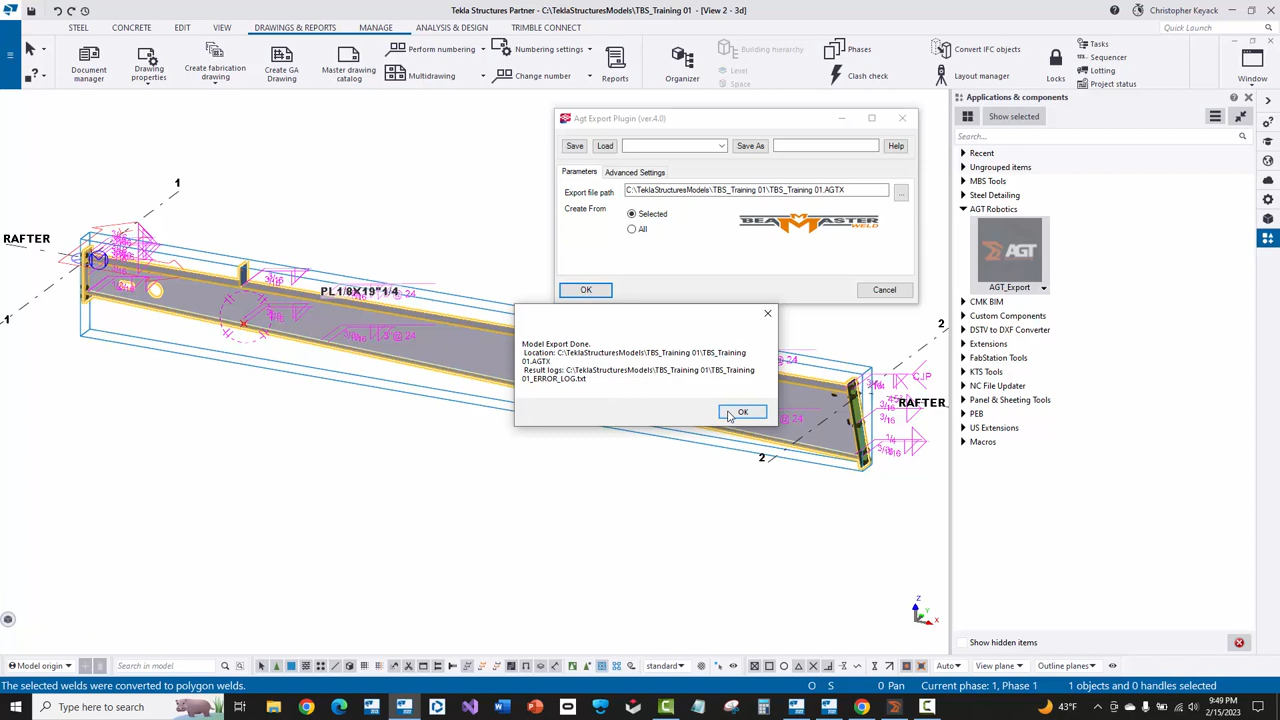 Tekla Structures Partner - C:\TeklaStructuresModels\TBS_Training 01 - [View 2 - 3d]
Christopher Keyack
STEEL CONCRETE EDIT VIEW DRAWINGS & REPORTS MANAGE ANALYSIS & DESIGN TRIMBLE CONNECT
Quick Launch
Document manager
Drawing properties
Create fabrication drawing
Create GA Drawing
Master drawing catalog
Perform numbering
Multidrawing
Numbering settings
Change number
Reports
Organizer
Building hierarchy
Level
Space
Phases
Clash check
Convert IFC objects
Layout manager
Locks
Tasks
Sequencer
Lotting
Project status
Window
Agt Export Plugin (ver.4.0)
Save Load Save As Help
Parameters Advanced Settings
Export file path C:\TeklaStructuresModels\TBS_Training 01\TBS_Training 01.AGTX ...
Create From Selected
All
BEAMMASTER
WELD
OK Cancel
Model Export Done.
Location: C:\TeklaStructuresModels\TBS_Training 01\TBS_Training
01.AGTX
Result logs: C:\TeklaStructuresModels\TBS_Training 01\TBS_Training
01_ERROR_LOG.txt
OK
1
RAFTER
PL1/8X19"1/4
1
2
CJP
RAFTER
2
Z
Y
X
Applications & components
Show selected
Search...
Recent
Ungrouped items
MBS Tools
Steel Detailing
AGT Robotics
AGT
AGT_Export
CMK BIM
Custom Components
DSTV to DXF Converter
Extensions
FabStation Tools
KTS Tools
NC File Updater
Panel & Safety Plugins
PEB
US Extensions
Macros
Show hidden items
Model origin Search in model standard Auto View plane Outline planes
The selected welds were converted to polygon welds. O S 0 Pan Current phase: 1, Phase 1 1 objects and 0 handles selected
Type here to search
42°F
9:49 PM
2/15/2023